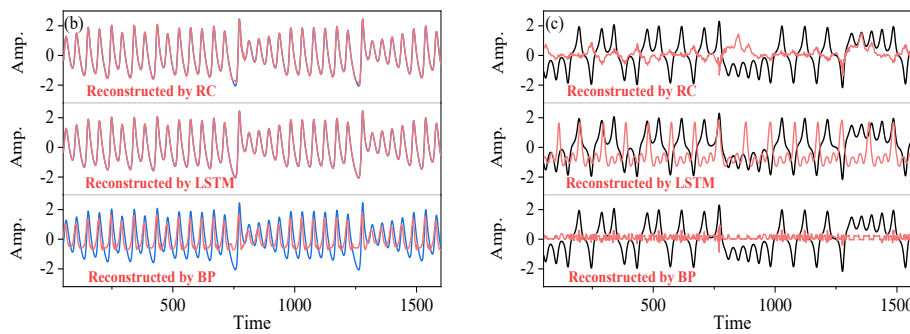 (b)
2
0
-2
Amp.
Reconstructed by RC
2
0
-2
Amp.
Reconstructed by LSTM
2
0
-2
Amp.
Reconstructed by BP
500
1000
1500
Time
(c)
2
0
-2
Amp.
Reconstructed by RC
2
0
-2
Amp.
Reconstructed by LSTM
2
0
-2
Amp.
Reconstructed by BP
500
1000
1500
Time